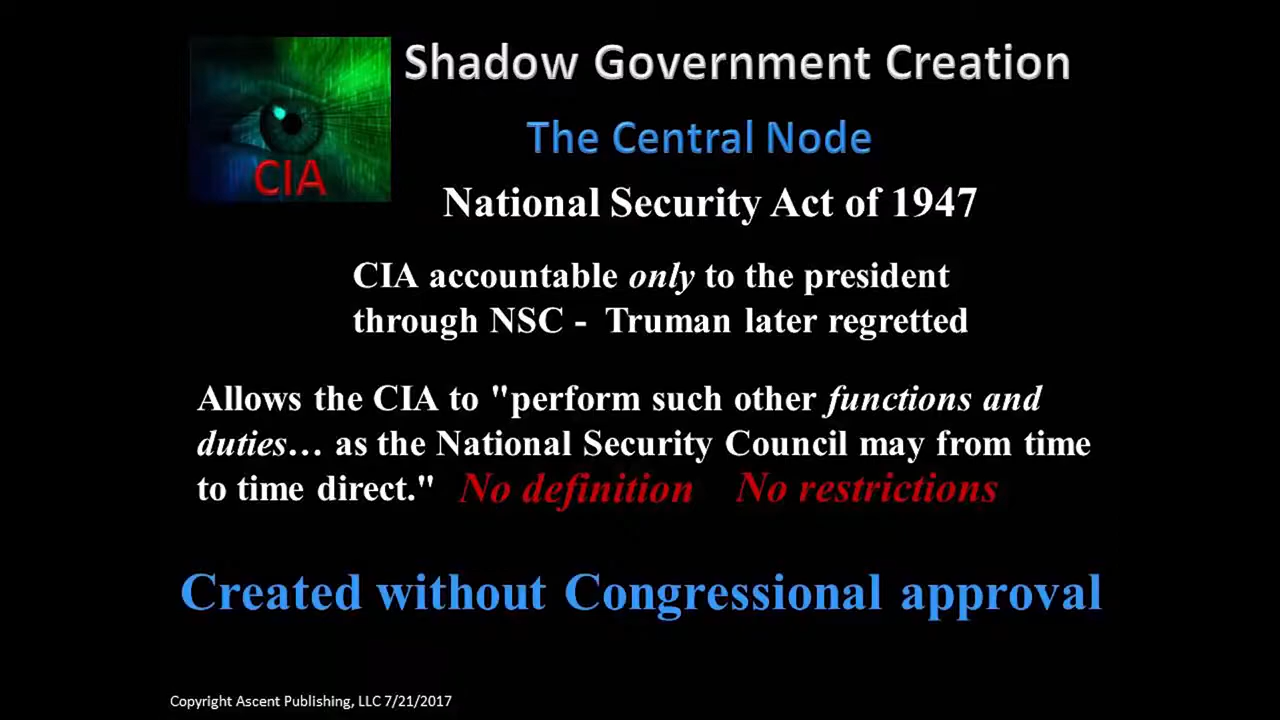 Shadow Government Creation
CIA
The Central Node
National Security Act of 1947
CIA accountable only to the president
through NSC - Truman later regretted
Allows the CIA to "perform such other functions and
duties… as the National Security Council may from time
to time direct." No definition No restrictions
Created without Congressional approval
Copyright Ascent Publishing, LLC 7/21/2017